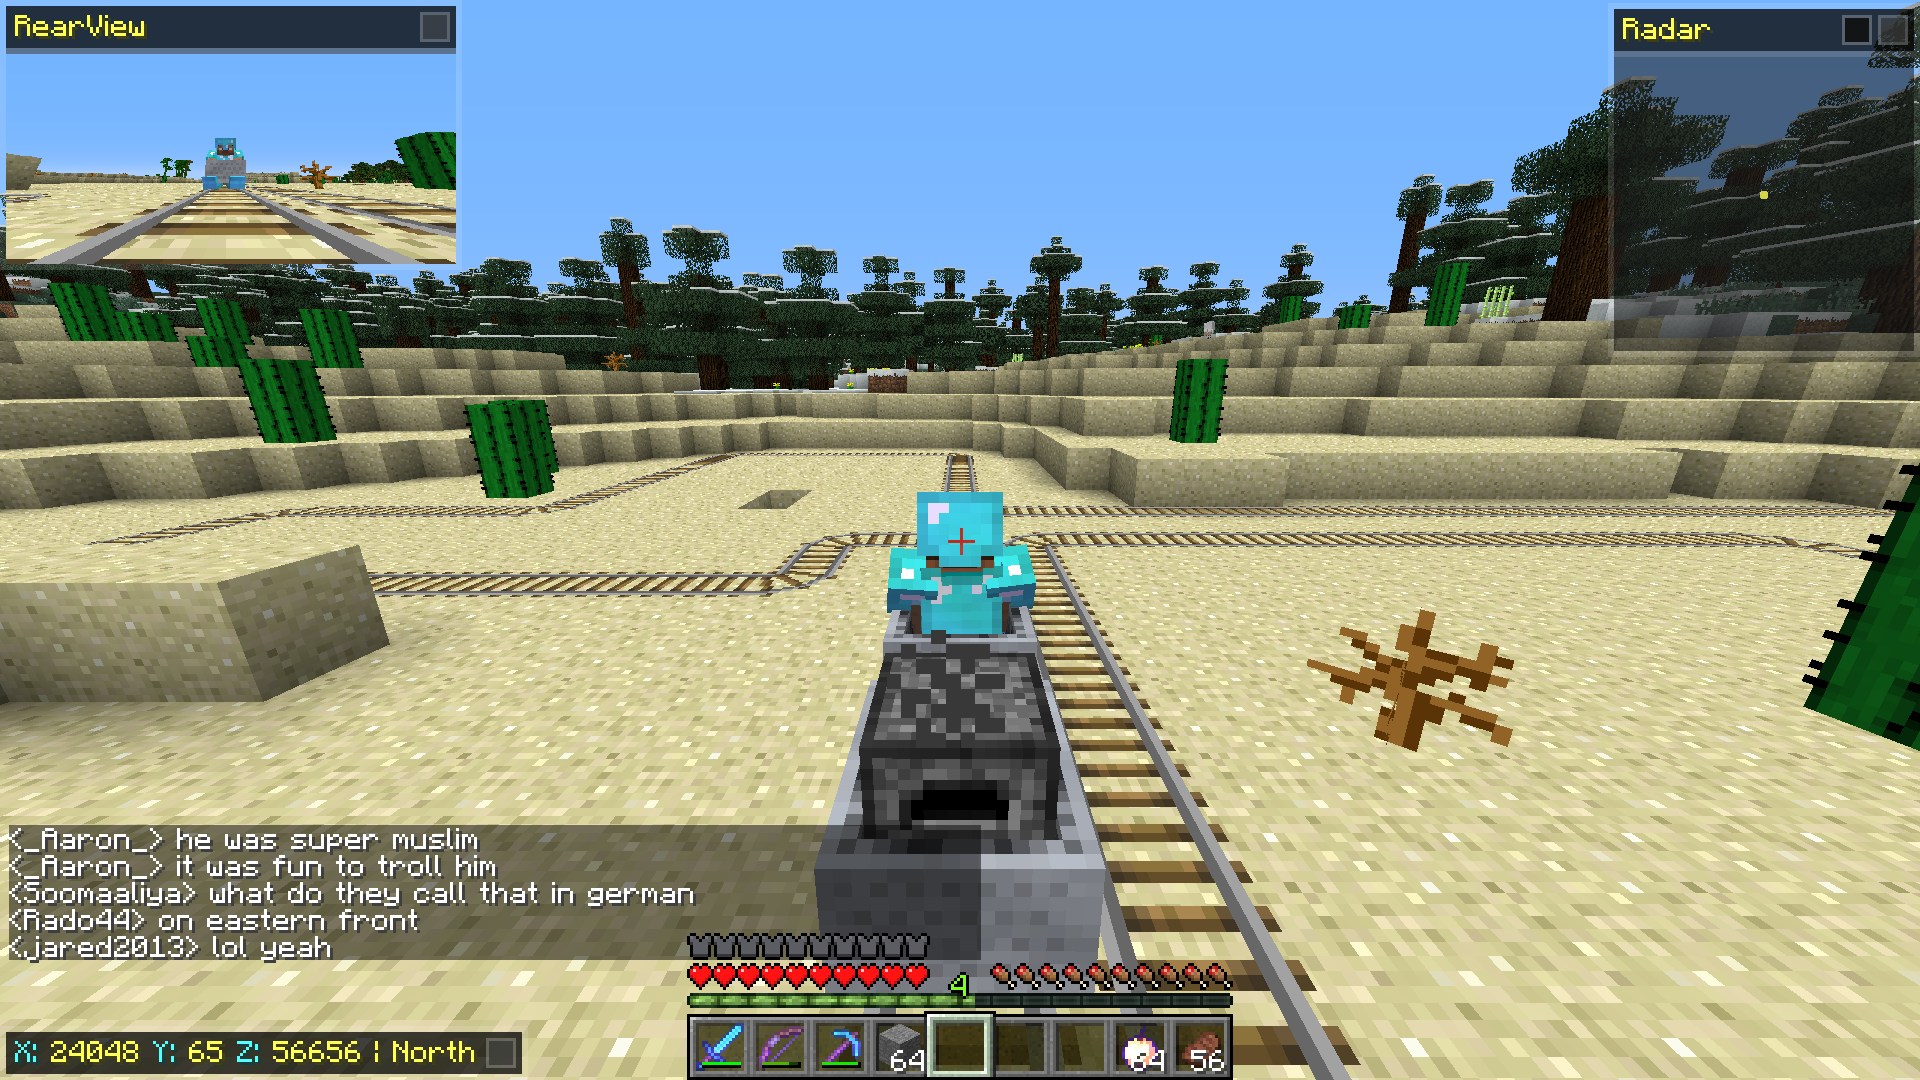 RearView
Radar
<_Aaron_> he was super muslim
<_Aaron_> it was fun to troll him
<Soomaaliya> what do they call that in german
<Rado44> on eastern front
<jared2013> lol yeah
4
64
64
56
X: 24048 Y: 65 Z: 56656 | North